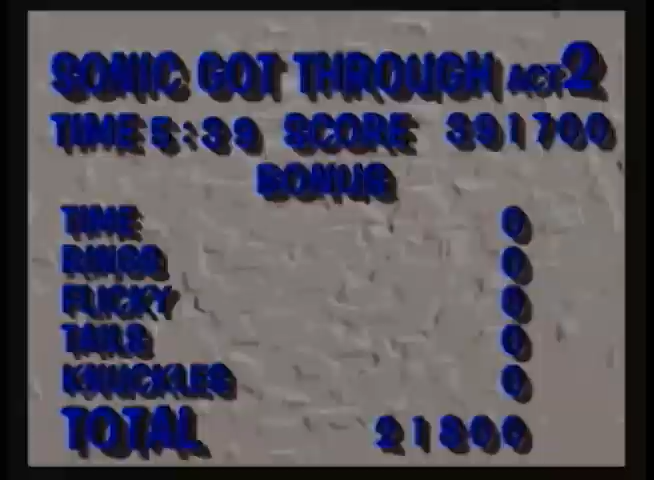 SONIC GOT THROUGH ACT 2
TIME 5:39 SCORE 391700
BONUS
TIME 0
RINGS 0
FLICKY 0
TAILS 0
KNUCKLES 0
TOTAL 21800